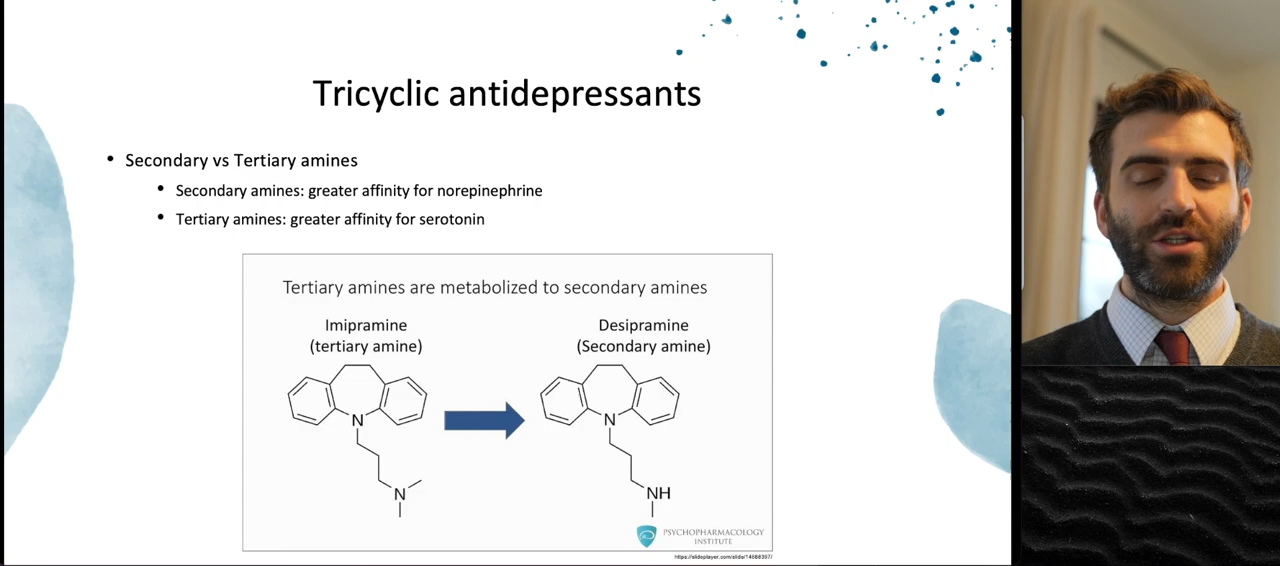 Tricyclic antidepressants
• Secondary vs Tertiary amines
• Secondary amines: greater affinity for norepinephrine
• Tertiary amines: greater affinity for serotonin
Tertiary amines are metabolized to secondary amines
Imipramine
(tertiary amine)
Desipramine
(Secondary amine)
N
N
N
NH
PSYCHOPHARMACOLOGY
INSTITUTE